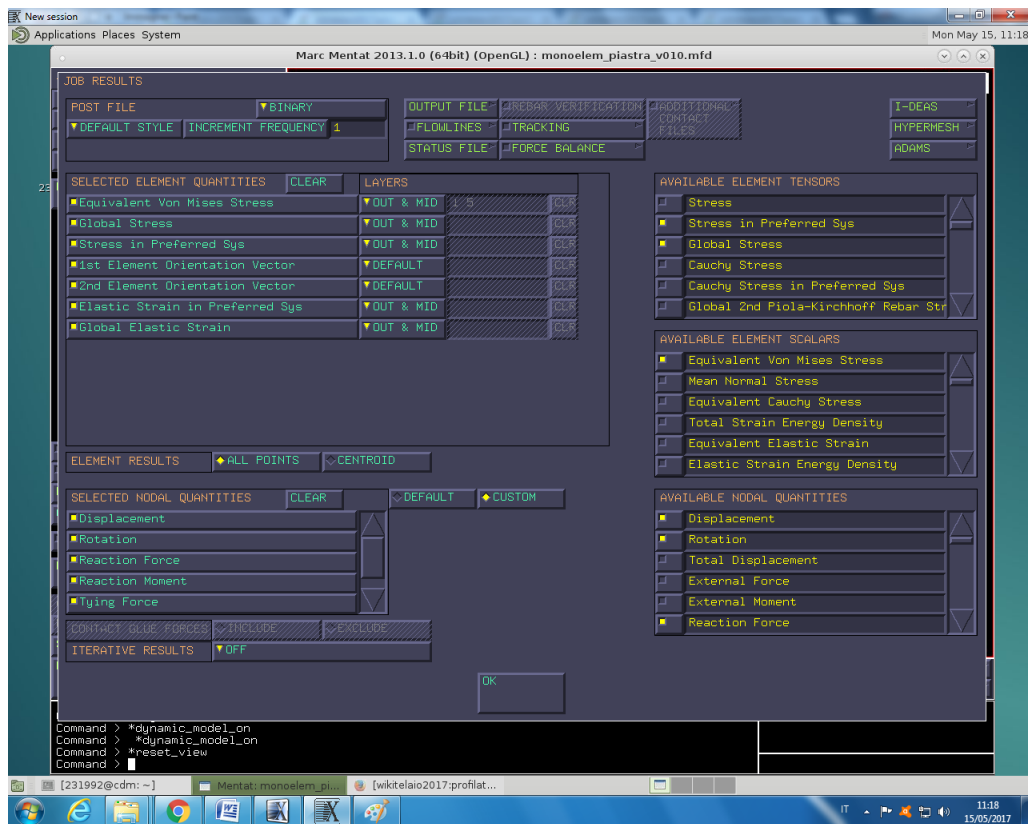 New session
Applications Places System
Mon May 15, 11:18
Marc Mentat 2013.1.0 (64bit) (OpenGL) : monoelem_piastra_v010.mfd
JOB RESULTS
POST FILE BINARY
DEFAULT STYLE INCREMENT FREQUENCY 1
OUTPUT FILE REBAR VERIFICATION ADDITIONAL CONTACT FILES
FLOWLINES TRACKING
STATUS FILE FORCE BALANCE
I-DEAS
HYPERMESH
ADAMS
23
SELECTED ELEMENT QUANTITIES CLEAR LAYERS
Equivalent Von Mises Stress OUT & MID 1 5 CLR
Global Stress OUT & MID CLR
Stress in Preferred Sys OUT & MID CLR
1st Element Orientation Vector DEFAULT CLR
2nd Element Orientation Vector DEFAULT CLR
Elastic Strain in Preferred Sys OUT & MID CLR
Global Elastic Strain OUT & MID CLR
AVAILABLE ELEMENT TENSORS
Stress
Stress in Preferred Sys
Global Stress
Cauchy Stress
Cauchy Stress in Preferred Sys
Global 2nd Piola-Kirchhoff Rebar Str
AVAILABLE ELEMENT SCALARS
Equivalent Von Mises Stress
Mean Normal Stress
Equivalent Cauchy Stress
Total Strain Energy Density
Equivalent Elastic Strain
Elastic Strain Energy Density
ELEMENT RESULTS ALL POINTS CENTROID
SELECTED NODAL QUANTITIES CLEAR DEFAULT CUSTOM
Displacement
Rotation
Reaction Force
Reaction Moment
Tying Force
AVAILABLE NODAL QUANTITIES
Displacement
Rotation
Total Displacement
External Force
External Moment
Reaction Force
CONTACT GLUE FORCES INCLUDE EXCLUDE
ITERATIVE RESULTS OFF
OK
Command > *dynamic_model_on
Command > *dynamic_model_on
Command > *reset_view
Command >
[231992@cdm: ~] Mentat: monoelem_pi... [wikitelaio2017:profilat...
IT 11:18
15/05/2017